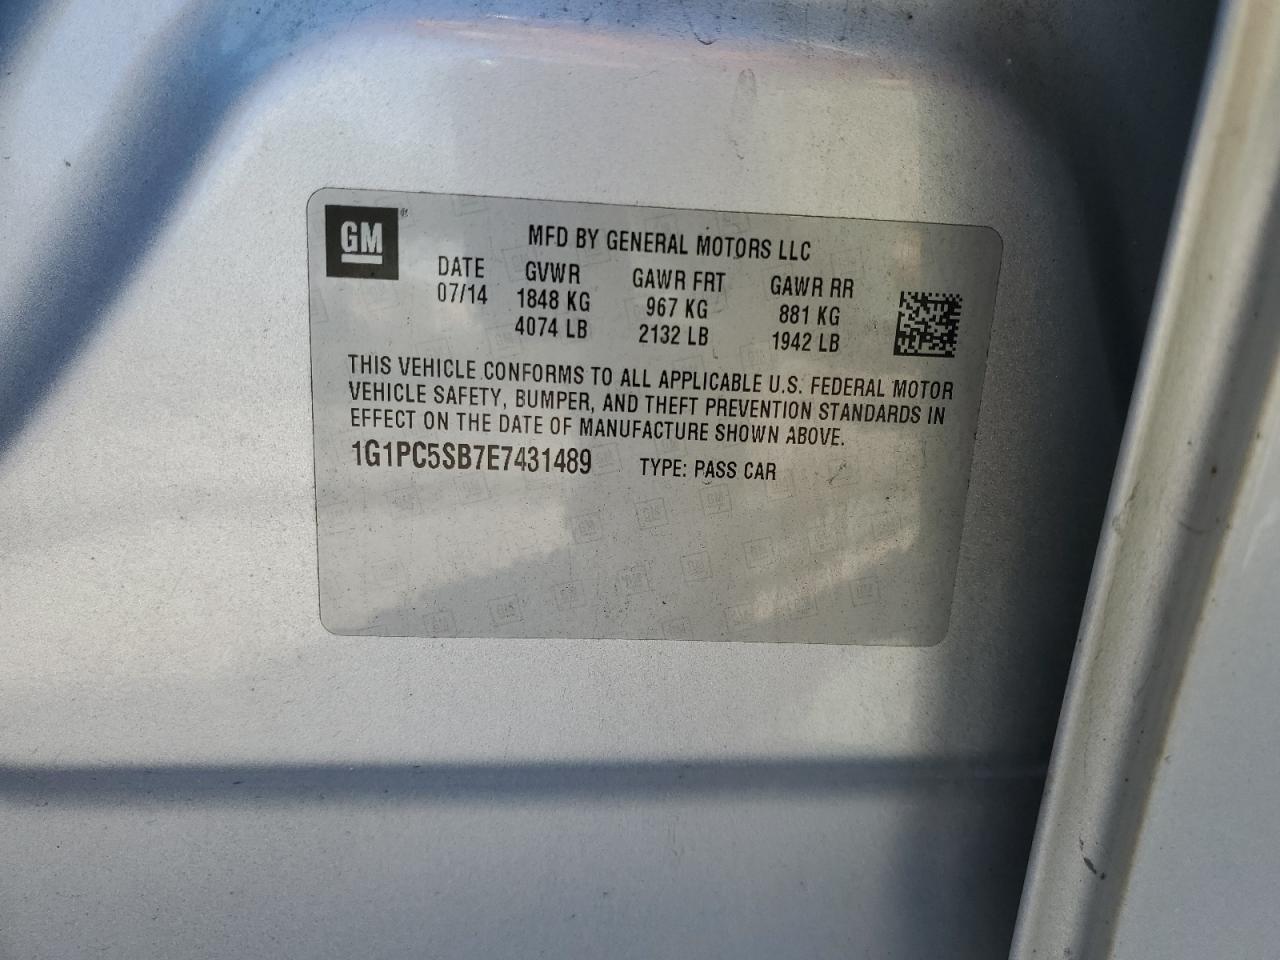 GM
MFD BY GENERAL MOTORS LLC
DATE GVWR GAWR FRT GAWR RR
07/14 1848 KG 967 KG 881 KG
4074 LB 2132 LB 1942 LB
THIS VEHICLE CONFORMS TO ALL APPLICABLE U.S. FEDERAL MOTOR
VEHICLE SAFETY, BUMPER, AND THEFT PREVENTION STANDARDS IN
EFFECT ON THE DATE OF MANUFACTURE SHOWN ABOVE.
1G1PC5SB7E7431489 TYPE: PASS CAR